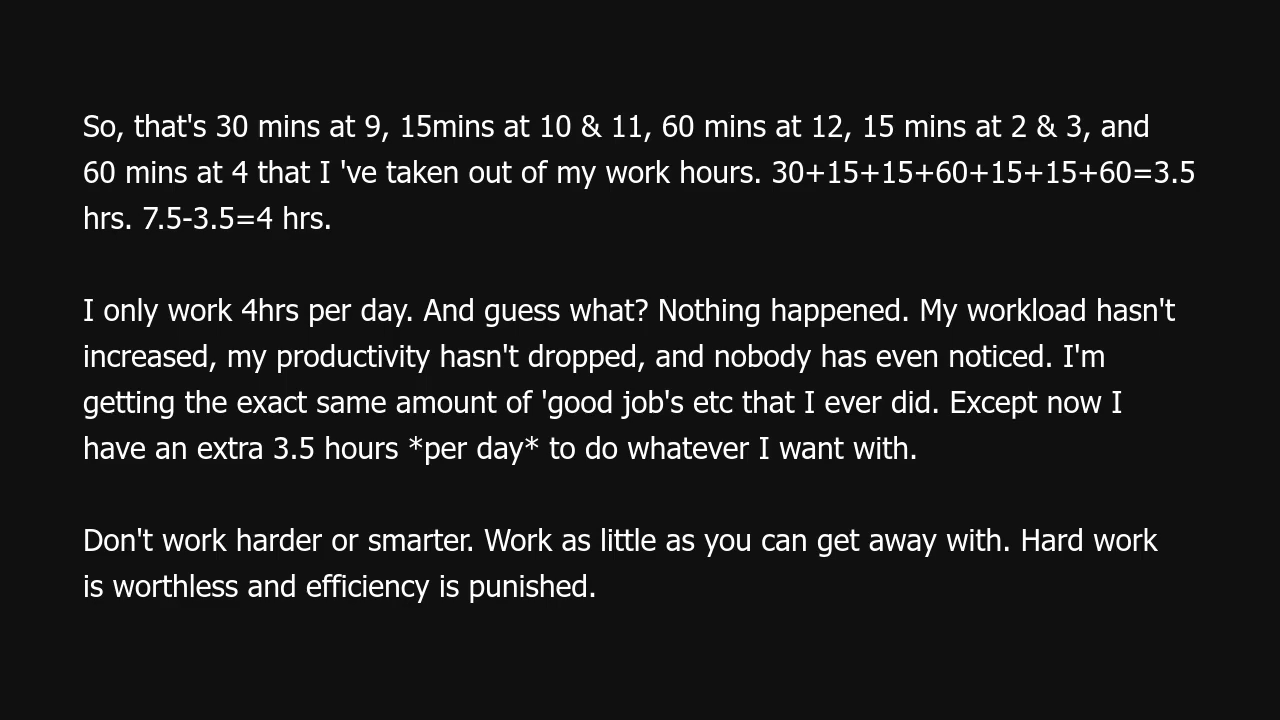 So, that's 30 mins at 9, 15mins at 10 & 11, 60 mins at 12, 15 mins at 2 & 3, and
60 mins at 4 that I 've taken out of my work hours. 30+15+15+60+15+15+60=3.5
hrs. 7.5-3.5=4 hrs.
I only work 4hrs per day. And guess what? Nothing happened. My workload hasn't
increased, my productivity hasn't dropped, and nobody has even noticed. I'm
getting the exact same amount of 'good job's etc that I ever did. Except now I
have an extra 3.5 hours *per day* to do whatever I want with.
Don't work harder or smarter. Work as little as you can get away with. Hard work
is worthless and efficiency is punished.